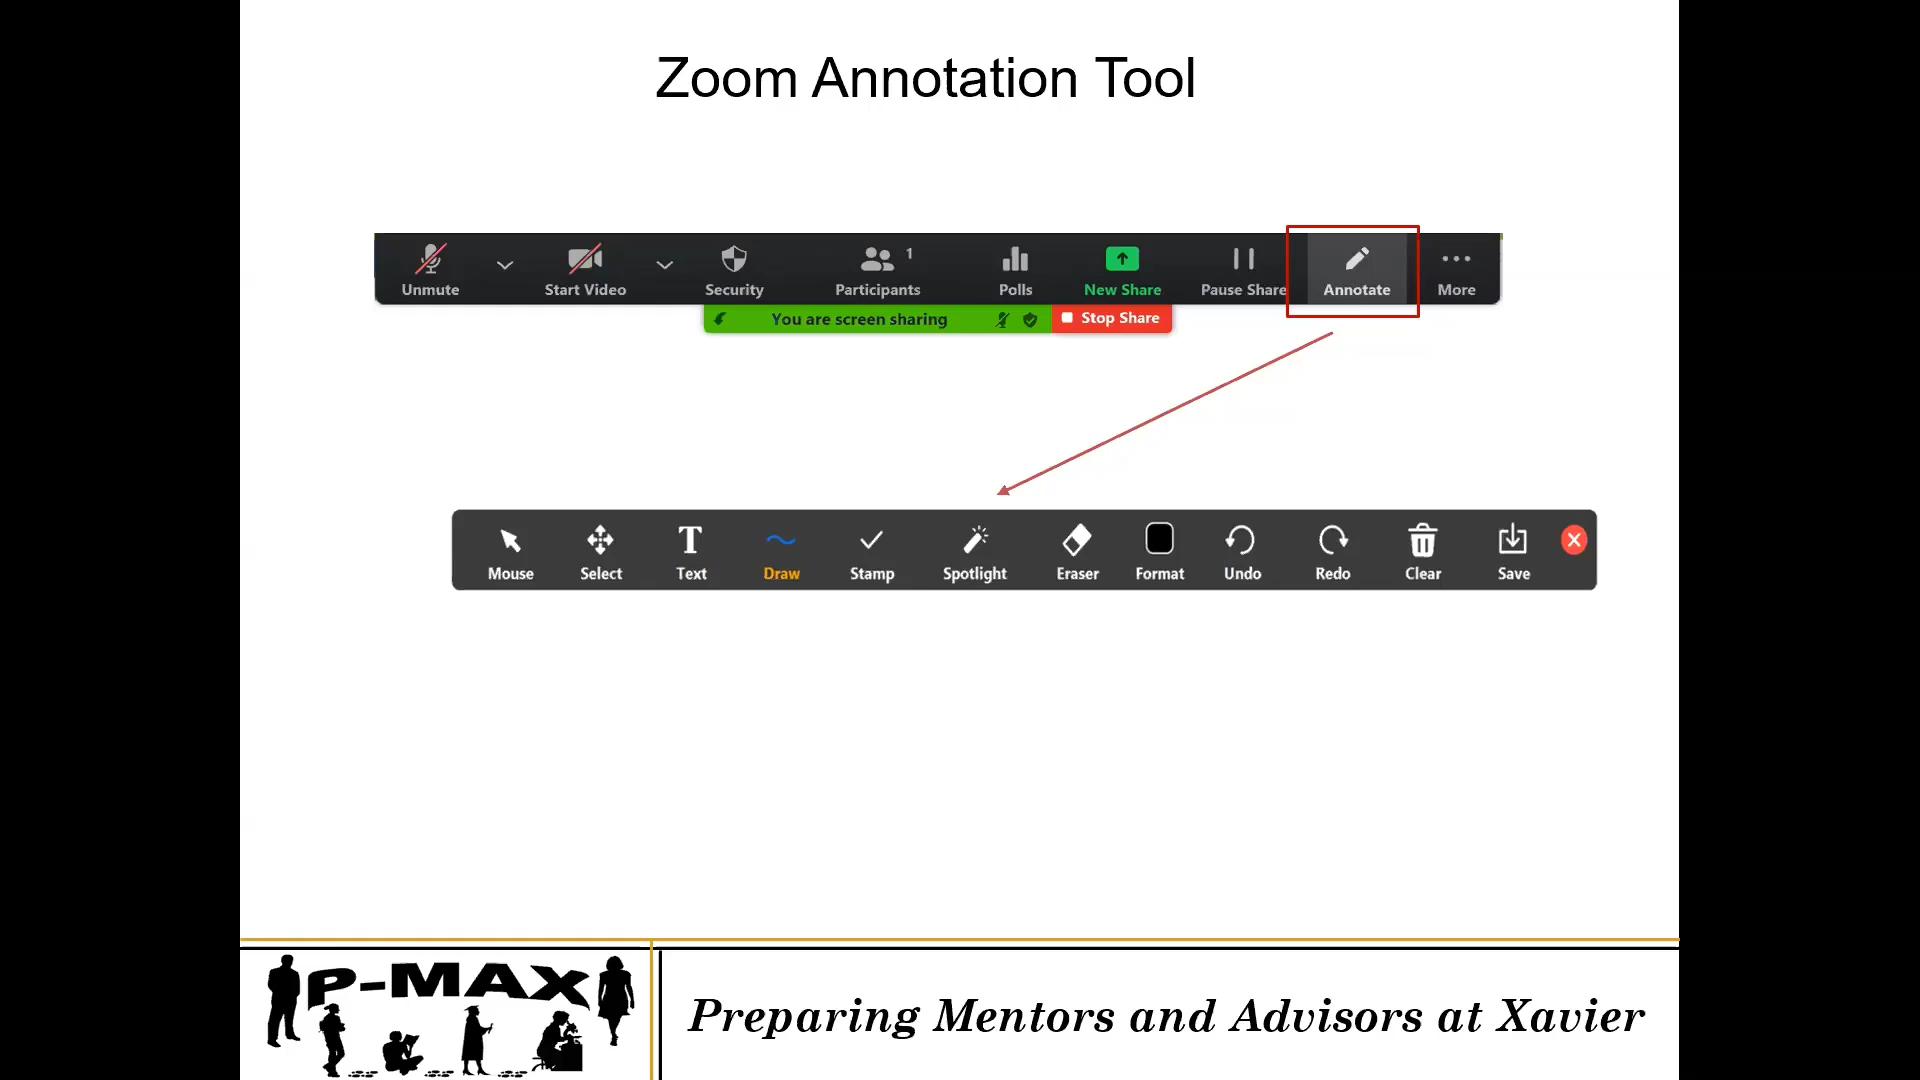 Zoom Annotation Tool
Unmute Start Video Security Participants 1 Polls New Share Pause Share Annotate More
You are screen sharing Stop Share
Mouse Select Text Draw Stamp Spotlight Eraser Format Undo Redo Clear Save
P-MAX
Preparing Mentors and Advisors at Xavier